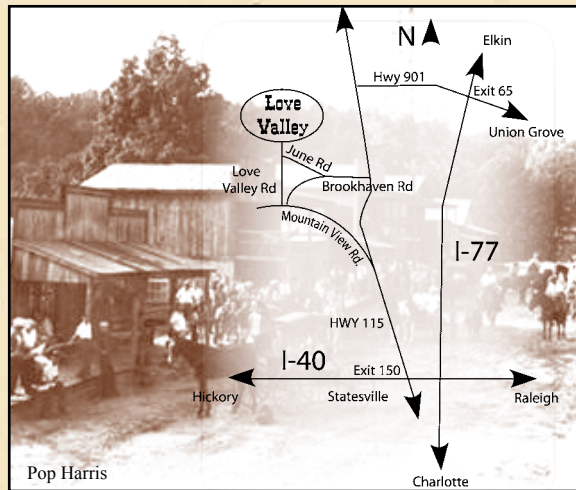 N
Elkin
Hwy 901
Exit 65
Union Grove
Love
Valley
June Rd
Love
Valley Rd
Brookhaven Rd
Mountain View Rd.
I-77
HWY 115
I-40
Exit 150
Hickory
Statesville
Raleigh
Pop Harris
Charlotte